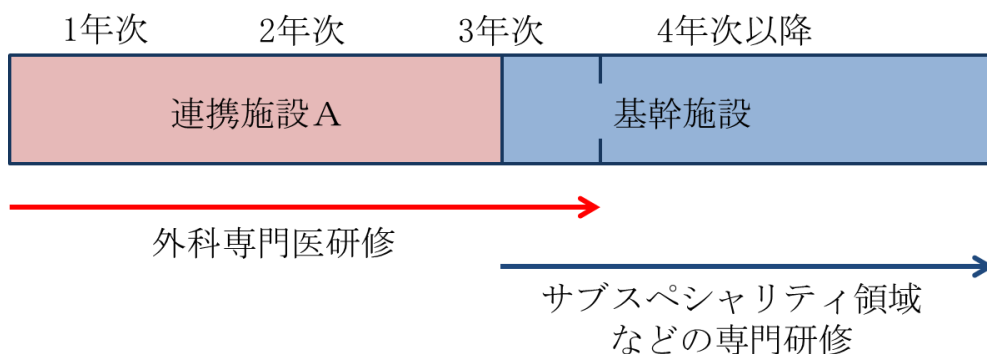 1年次 2年次 3年次 4年次以降
連携施設A 基幹施設
外科専門医研修
サブスペシャリティ領域
などの専門研修